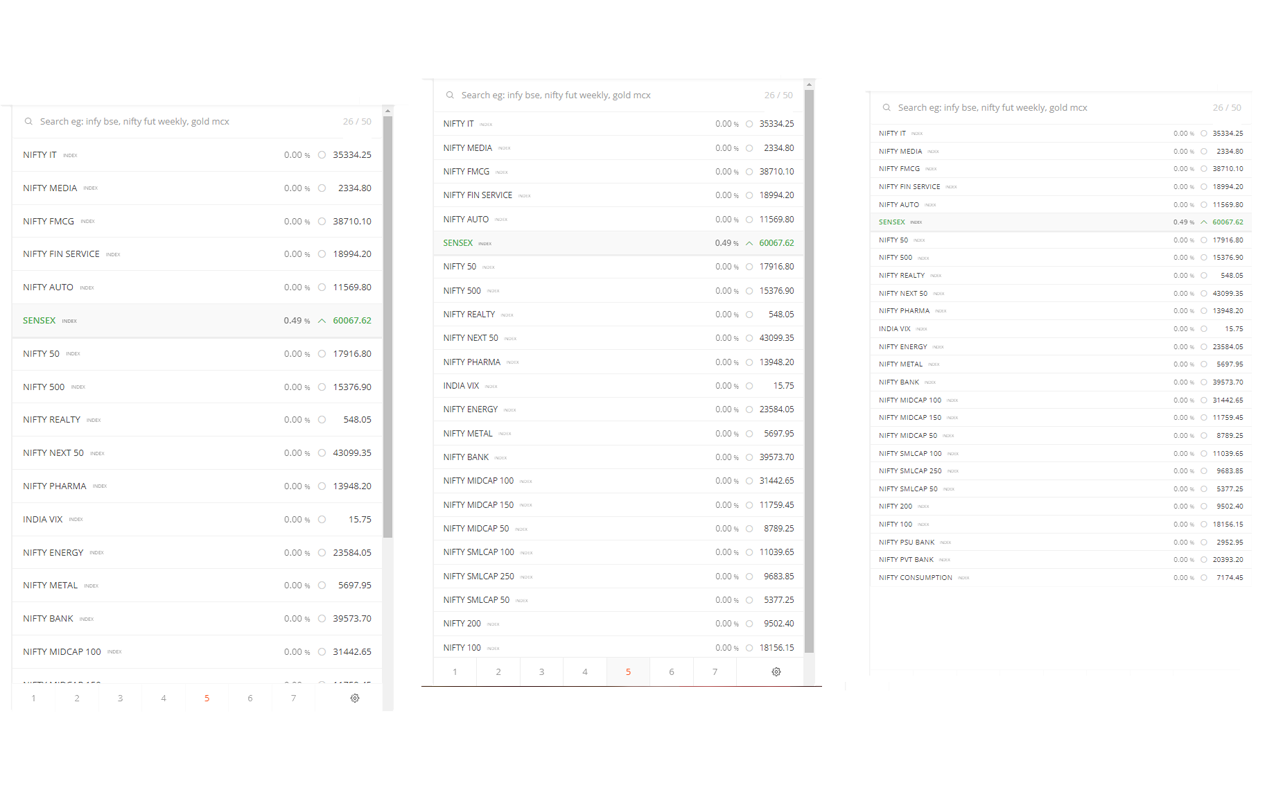 Search eg: infy bse, nifty fut weekly, gold mcx 26 / 50
NIFTY IT INDEX 0.00 % 35334.25
NIFTY MEDIA INDEX 0.00 % 2334.80
NIFTY FMCG INDEX 0.00 % 38710.10
NIFTY FIN SERVICE INDEX 0.00 % 18994.20
NIFTY AUTO INDEX 0.00 % 11569.80
SENSEX INDEX 0.49 % 60067.62
NIFTY 50 INDEX 0.00 % 17916.80
NIFTY 500 INDEX 0.00 % 15376.90
NIFTY REALTY INDEX 0.00 % 548.05
NIFTY NEXT 50 INDEX 0.00 % 43099.35
NIFTY PHARMA INDEX 0.00 % 13948.20
INDIA VIX INDEX 0.00 % 15.75
NIFTY ENERGY INDEX 0.00 % 23584.05
NIFTY METAL INDEX 0.00 % 5697.95
NIFTY BANK INDEX 0.00 % 39573.70
NIFTY MIDCAP 100 INDEX 0.00 % 31442.65
1 2 3 4 5 6 7
Search eg: infy bse, nifty fut weekly, gold mcx 26 / 50
NIFTY IT INDEX 0.00 % 35334.25
NIFTY MEDIA INDEX 0.00 % 2334.80
NIFTY FMCG INDEX 0.00 % 38710.10
NIFTY FIN SERVICE INDEX 0.00 % 18994.20
NIFTY AUTO INDEX 0.00 % 11569.80
SENSEX INDEX 0.49 % 60067.62
NIFTY 50 INDEX 0.00 % 17916.80
NIFTY 500 INDEX 0.00 % 15376.90
NIFTY REALTY INDEX 0.00 % 548.05
NIFTY NEXT 50 INDEX 0.00 % 43099.35
NIFTY PHARMA INDEX 0.00 % 13948.20
INDIA VIX INDEX 0.00 % 15.75
NIFTY ENERGY INDEX 0.00 % 23584.05
NIFTY METAL INDEX 0.00 % 5697.95
NIFTY BANK INDEX 0.00 % 39573.70
NIFTY MIDCAP 100 INDEX 0.00 % 31442.65
NIFTY MIDCAP 150 INDEX 0.00 % 11759.45
NIFTY MIDCAP 50 INDEX 0.00 % 8789.25
NIFTY SMLCAP 100 INDEX 0.00 % 11039.65
NIFTY SMLCAP 250 INDEX 0.00 % 9683.85
NIFTY SMLCAP 50 INDEX 0.00 % 5377.25
NIFTY 200 INDEX 0.00 % 9502.40
NIFTY 100 INDEX 0.00 % 18156.15
1 2 3 4 5 6 7
Search eg: infy bse, nifty fut weekly, gold mcx 26 / 50
NIFTY IT INDEX 0.00 % 35334.25
NIFTY MEDIA INDEX 0.00 % 2334.80
NIFTY FMCG INDEX 0.00 % 38710.10
NIFTY FIN SERVICE INDEX 0.00 % 18994.20
NIFTY AUTO INDEX 0.00 % 11569.80
SENSEX INDEX 0.49 % 60067.62
NIFTY 50 INDEX 0.00 % 17916.80
NIFTY 500 INDEX 0.00 % 15376.90
NIFTY REALTY INDEX 0.00 % 548.05
NIFTY NEXT 50 INDEX 0.00 % 43099.35
NIFTY PHARMA INDEX 0.00 % 13948.20
INDIA VIX INDEX 0.00 % 15.75
NIFTY ENERGY INDEX 0.00 % 23584.05
NIFTY METAL INDEX 0.00 % 5697.95
NIFTY BANK INDEX 0.00 % 39573.70
NIFTY MIDCAP 100 INDEX 0.00 % 31442.65
NIFTY MIDCAP 150 INDEX 0.00 % 11759.45
NIFTY MIDCAP 50 INDEX 0.00 % 8789.25
NIFTY SMLCAP 100 INDEX 0.00 % 11039.65
NIFTY SMLCAP 250 INDEX 0.00 % 9683.85
NIFTY SMLCAP 50 INDEX 0.00 % 5377.25
NIFTY 200 INDEX 0.00 % 9502.40
NIFTY 100 INDEX 0.00 % 18156.15
NIFTY PSU BANK INDEX 0.00 % 2952.95
NIFTY PVT BANK INDEX 0.00 % 20393.20
NIFTY CONSUMPTION INDEX 0.00 % 7174.45